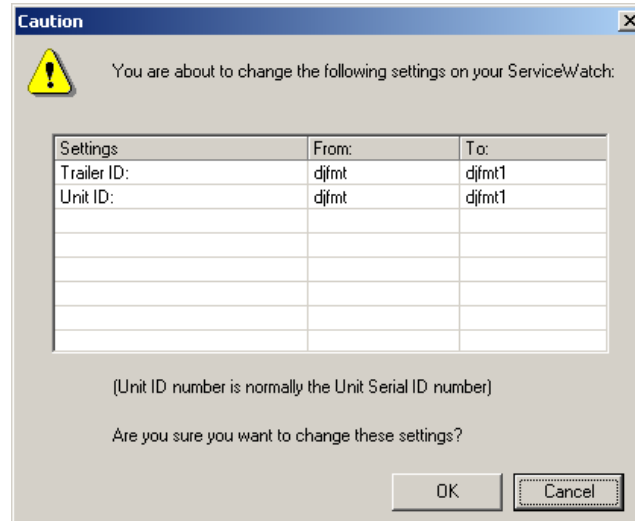 Caution
You are about to change the following settings on your ServiceWatch:
Settings From: To:
Trailer ID: djfmt djfmt1
Unit ID: djfmt djfmt1
(Unit ID number is normally the Unit Serial ID number)
Are you sure you want to change these settings?
OK Cancel